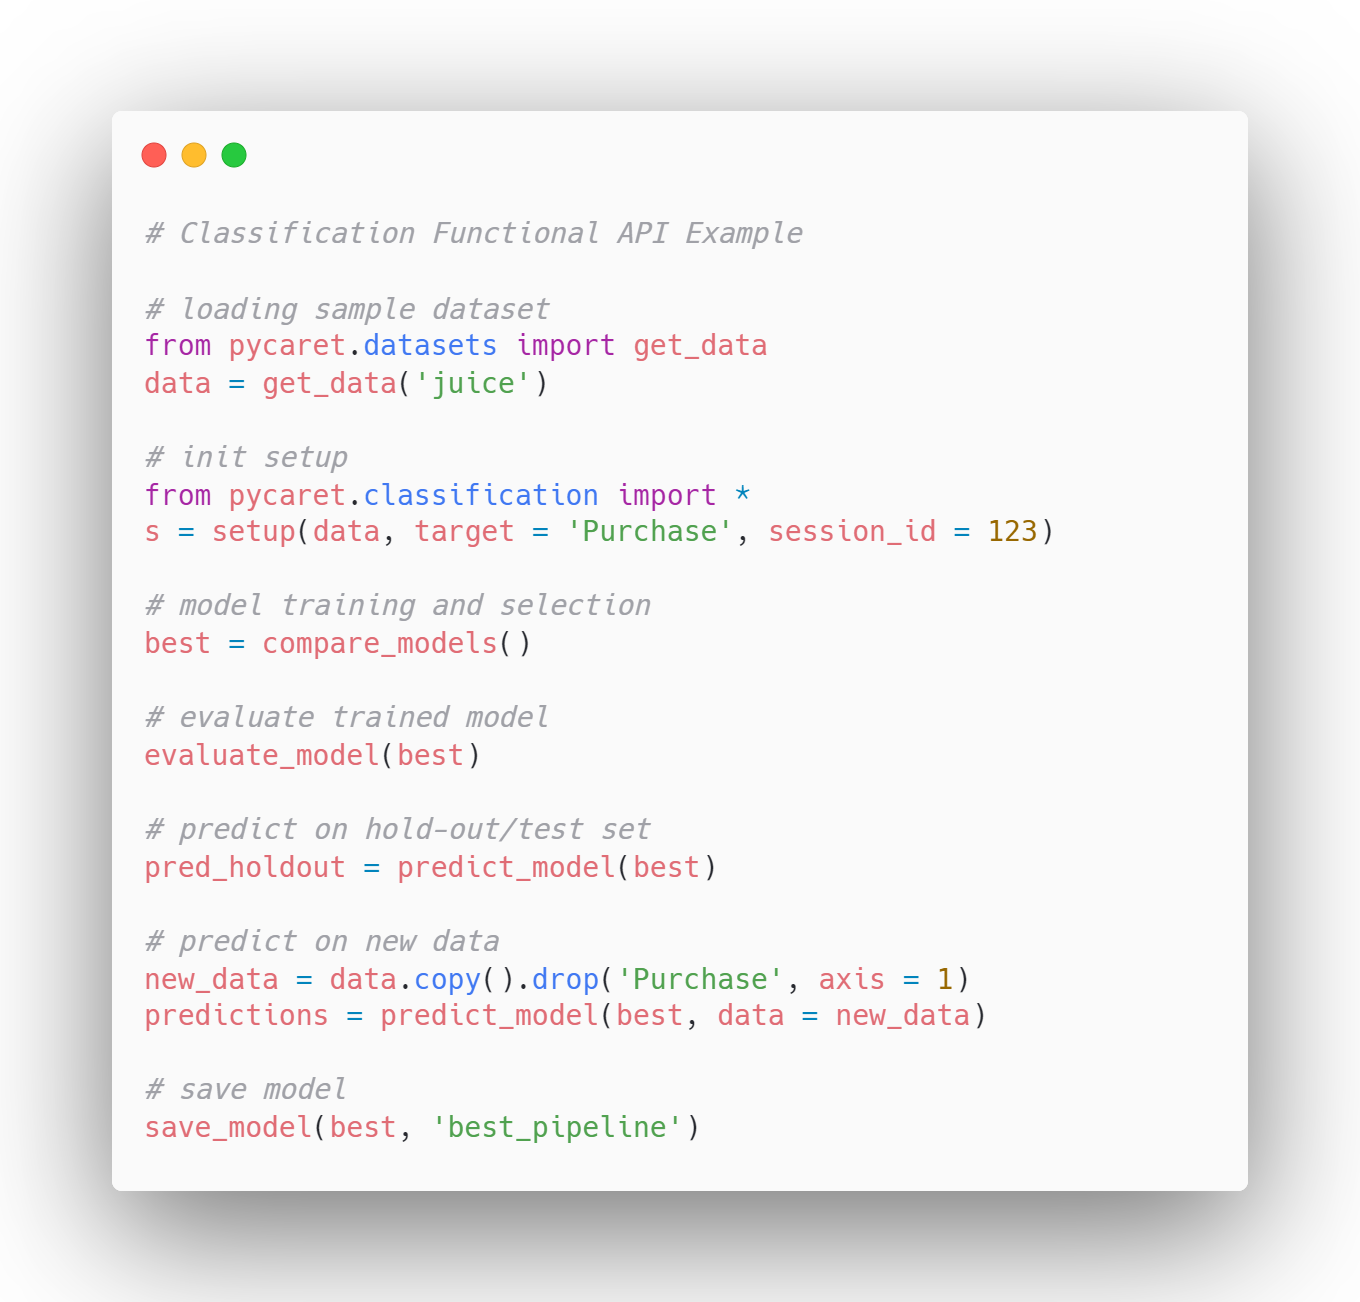 # Classification Functional API Example
# loading sample dataset
from pycaret.datasets import get_data
data = get_data('juice')
# init setup
from pycaret.classification import *
s = setup(data, target = 'Purchase', session_id = 123)
# model training and selection
best = compare_models()
# evaluate trained model
evaluate_model(best)
# predict on hold-out/test set
pred_holdout = predict_model(best)
# predict on new data
new_data = data.copy().drop('Purchase', axis = 1)
predictions = predict_model(best, data = new_data)
# save model
save_model(best, 'best_pipeline')